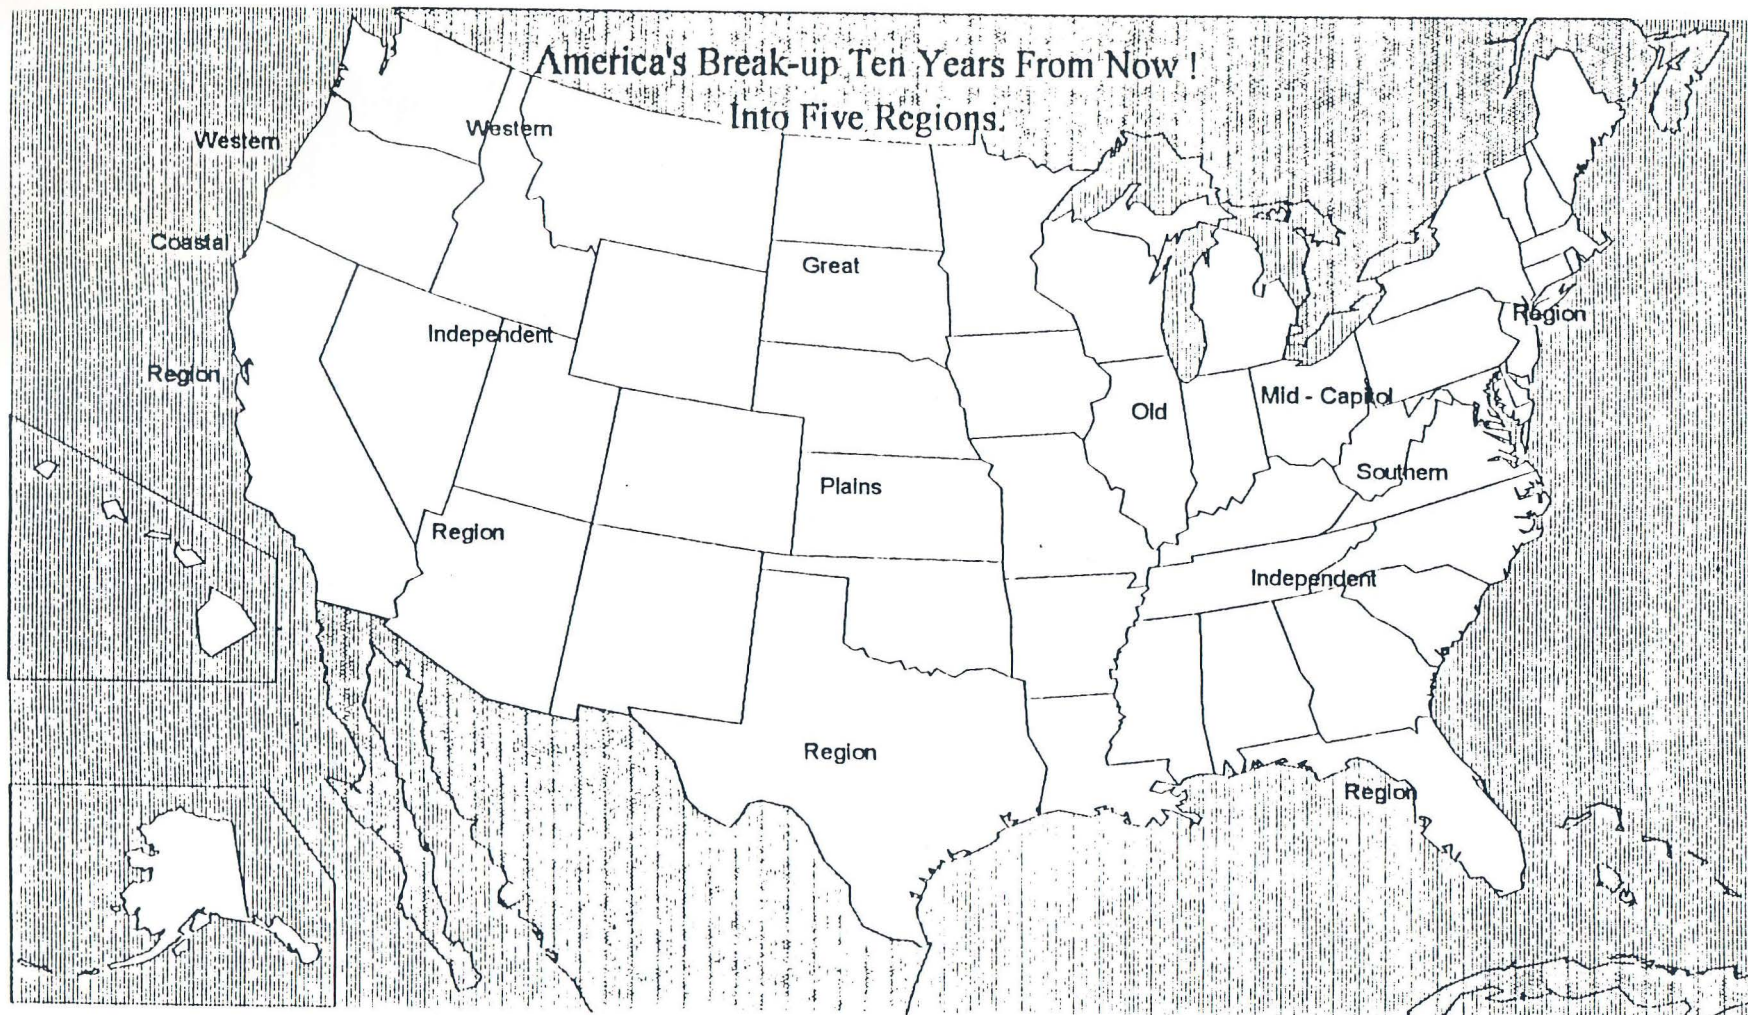 America's Break-up Ten Years From Now !
Into Five Regions.
Western
Coastal
Region
Western
Independent
Region
Great
Plains
Region
Old
Mid - Capitol
Region
Southern
Independent
Region